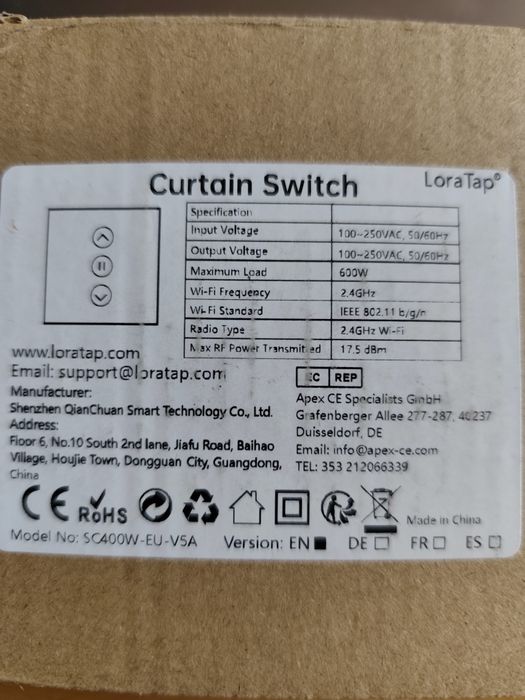 Curtain Switch
LoraTap®
Specification
Input Voltage 100~250VAC, 50/60Hz
Output Voltage 100~250VAC, 50/60Hz
Maximum Load 600W
Wi-Fi Frequency 2.4GHz
Wi-Fi Standard IEEE 802.11 b/g/n
Radio Type 2.4GHz Wi-Fi
Max RF Power Transmitted 17.5 dBm
www.loratap.com
Email: support@loratap.com
Manufacturer:
Shenzhen QianChuan Smart Technology Co., Ltd.
Address:
Floor 6, No.10 South 2nd lane, Jiafu Road, Baihao
Village, Houjie Town, Dongguan City, Guangdong,
China
EC REP
Apex CE Specialists GmbH
Grafenberger Allee 277-287, 40237
Duisseldorf, DE
Email: info@apex-ce.com
TEL: 353 212066339
CE RoHS
Made in China
Model No: SC400W-EU-V5A Version: EN ■ DE □ FR □ ES □